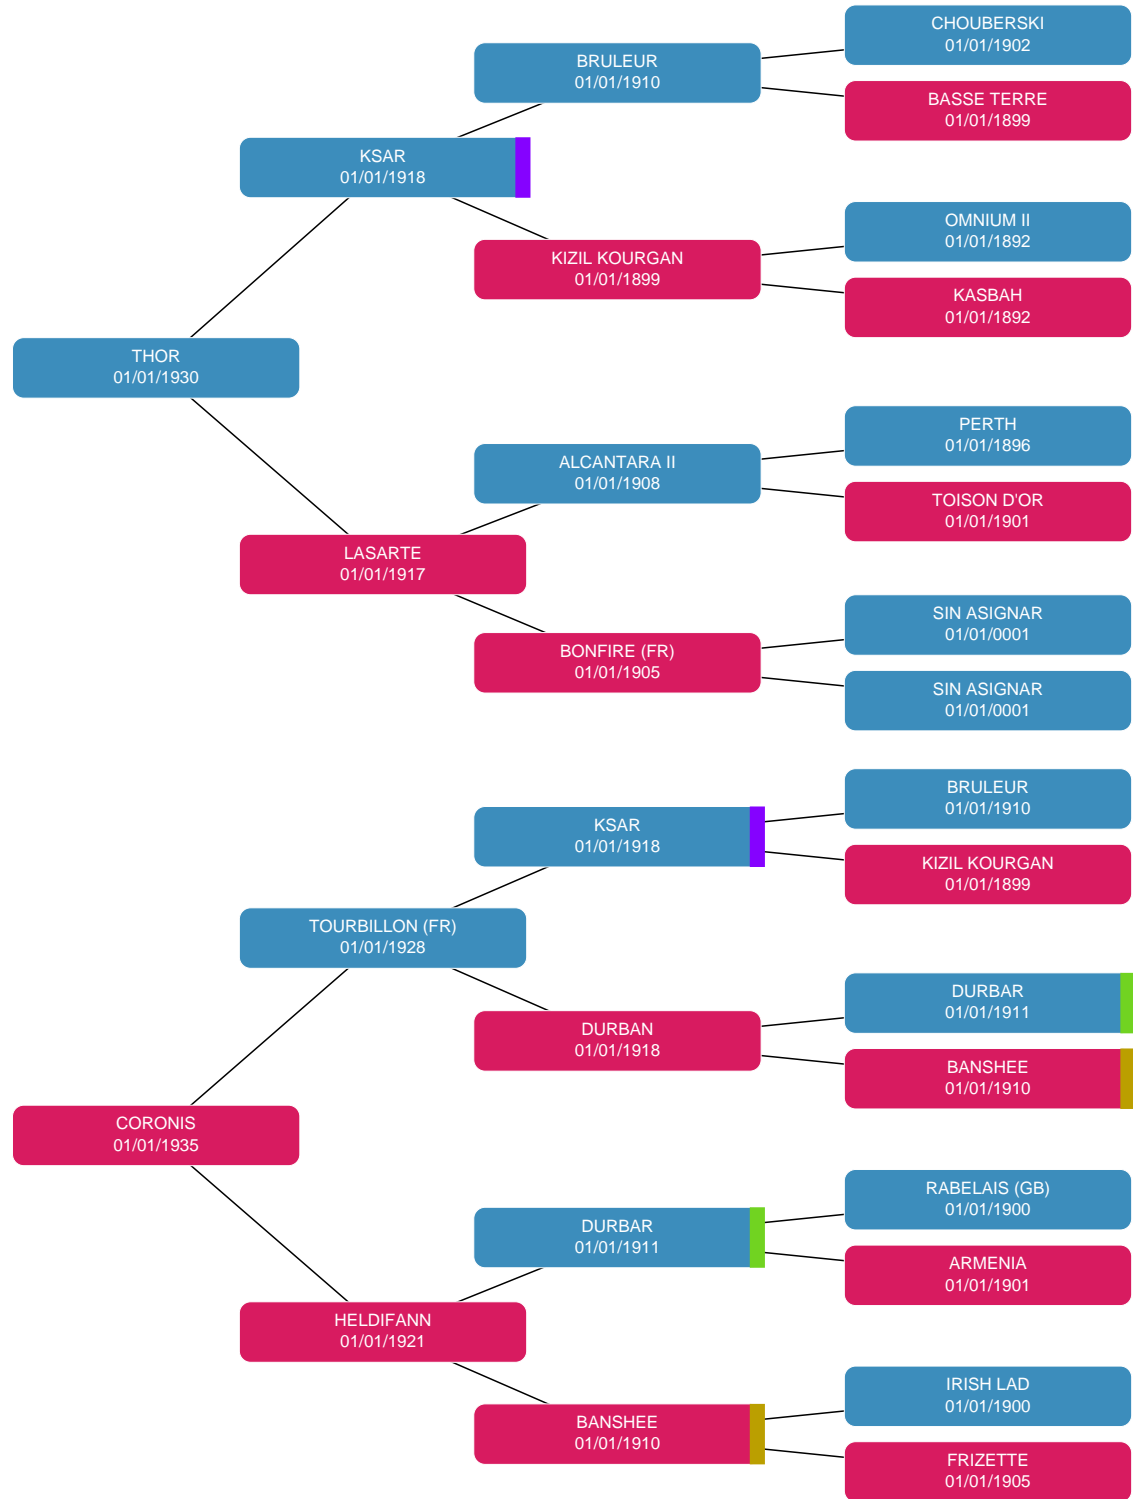 CHOUBERSKI
01/01/1902
BRULEUR
01/01/1910
BASSE TERRE
01/01/1899
KSAR
01/01/1918
OMNIUM II
01/01/1892
KIZIL KOURGAN
01/01/1899
KASBAH
01/01/1892
THOR
01/01/1930
PERTH
01/01/1896
ALCANTARA II
01/01/1908
TOISON D'OR
01/01/1901
LASARTE
01/01/1917
SIN ASIGNAR
01/01/0001
BONFIRE (FR)
01/01/1905
SIN ASIGNAR
01/01/0001
BRULEUR
01/01/1910
KSAR
01/01/1918
KIZIL KOURGAN
01/01/1899
TOURBILLON (FR)
01/01/1928
DURBAR
01/01/1911
DURBAN
01/01/1918
BANSHEE
01/01/1910
CORONIS
01/01/1935
RABELAIS (GB)
01/01/1900
DURBAR
01/01/1911
ARMENIA
01/01/1901
HELDIFANN
01/01/1921
IRISH LAD
01/01/1900
BANSHEE
01/01/1910
FRIZETTE
01/01/1905